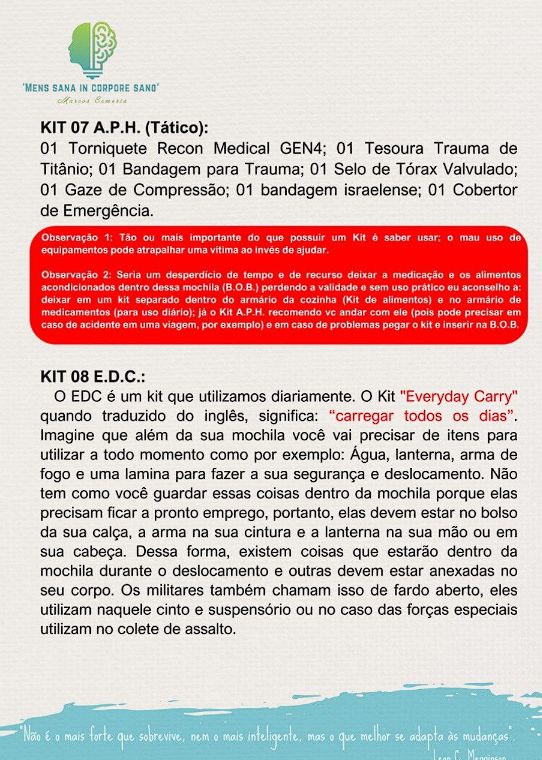 "MENS SANA IN CORPORE SANO"
Marcos Esmeria
KIT 07 A.P.H. (Tático):
01 Torniquete Recon Medical GEN4; 01 Tesoura Trauma de
Titânio; 01 Bandagem para Trauma; 01 Selo de Tórax Valvulado;
01 Gaze de Compressão; 01 bandagem israelense; 01 Cobertor
de Emergência.
Observação 1: Tão ou mais importante do que possuir um Kit é saber usar; o mau uso de
equipamentos pode atrapalhar uma vítima ao invés de ajudar.
Observação 2: Seria um desperdício de tempo e de recurso deixar a medicação e os alimentos
acondicionados dentro dessa mochila (B.O.B.) perdendo a validade e sem uso prático eu aconselho a:
deixar em um kit separado dentro do armário da cozinha (Kit de alimentos) e no armário de
medicamentos (para uso diário); já o Kit A.P.H. recomendo vc andar com ele (pois pode precisar em
caso de acidente em uma viagem, por exemplo) e em caso de problemas pegar o kit e inserir na B.O.B.
KIT 08 E.D.C.:
O EDC é um kit que utilizamos diariamente. O Kit "Everyday Carry"
quando traduzido do inglês, significa: “carregar todos os dias”.
Imagine que além da sua mochila você vai precisar de itens para
utilizar a todo momento como por exemplo: Água, lanterna, arma de
fogo e uma lamina para fazer a sua segurança e deslocamento. Não
tem como você guardar essas coisas dentro da mochila porque elas
precisam ficar a pronto emprego, portanto, elas devem estar no bolso
da sua calça, a arma na sua cintura e a lanterna na sua mão ou em
sua cabeça. Dessa forma, existem coisas que estarão dentro da
mochila durante o deslocamento e outras devem estar anexadas no
seu corpo. Os militares também chamam isso de fardo aberto, eles
utilizam naquele cinto e suspensório ou no caso das forças especiais
utilizam no colete de assalto.
"Não é o mais forte que sobrevive, nem o mais inteligente, mas o que melhor se adapta às mudanças".
Leon C. Megginson